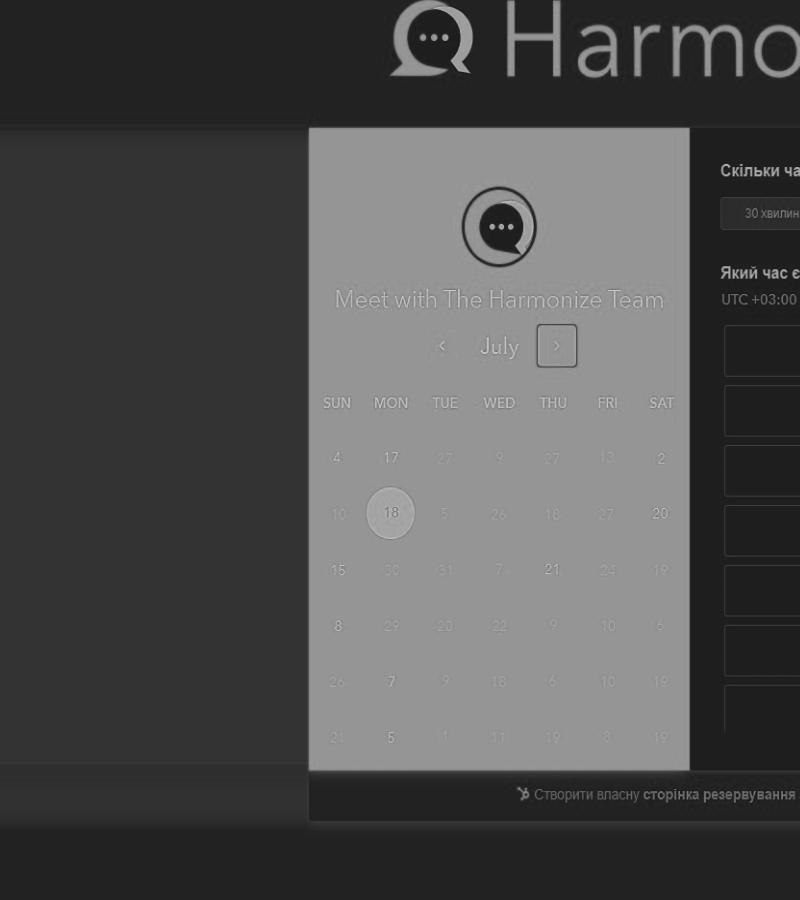 Harmo
Meet with The Harmonize Team
July
SUN MON TUE WED THU FRI SAT
4 17 27 9 27 13 2
10 18 5 26 18 27 20
15 30 31 7 21 24 19
8 29 20 22 9 10 6
26 7 9 18 6 10 19
21 5 1 11 19 8 19
Скільки ча
30 хвилин
Який час є
UTC +03:00
Створити власну сторінка резервування